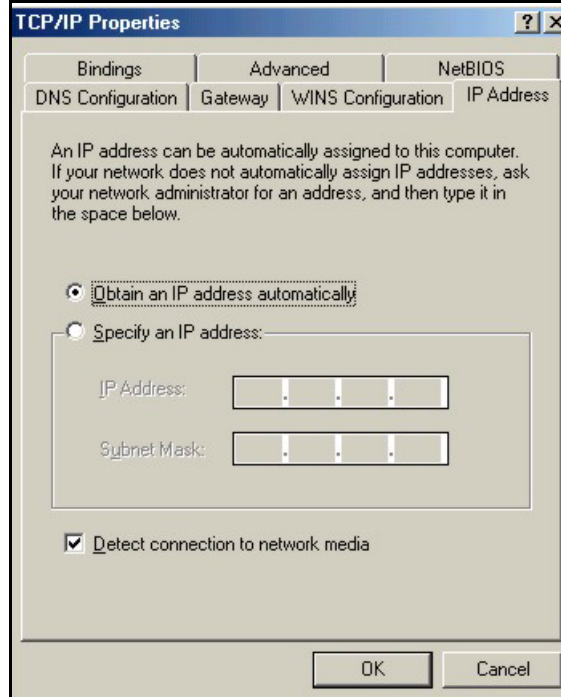 TCP/IP Properties
Bindings Advanced NetBIOS
DNS Configuration Gateway WINS Configuration IP Address
An IP address can be automatically assigned to this computer.
If your network does not automatically assign IP addresses, ask
your network administrator for an address, and then type it in
the space below.
Obtain an IP address automatically
Specify an IP address:
IP Address:
Subnet Mask:
Detect connection to network media
OK Cancel